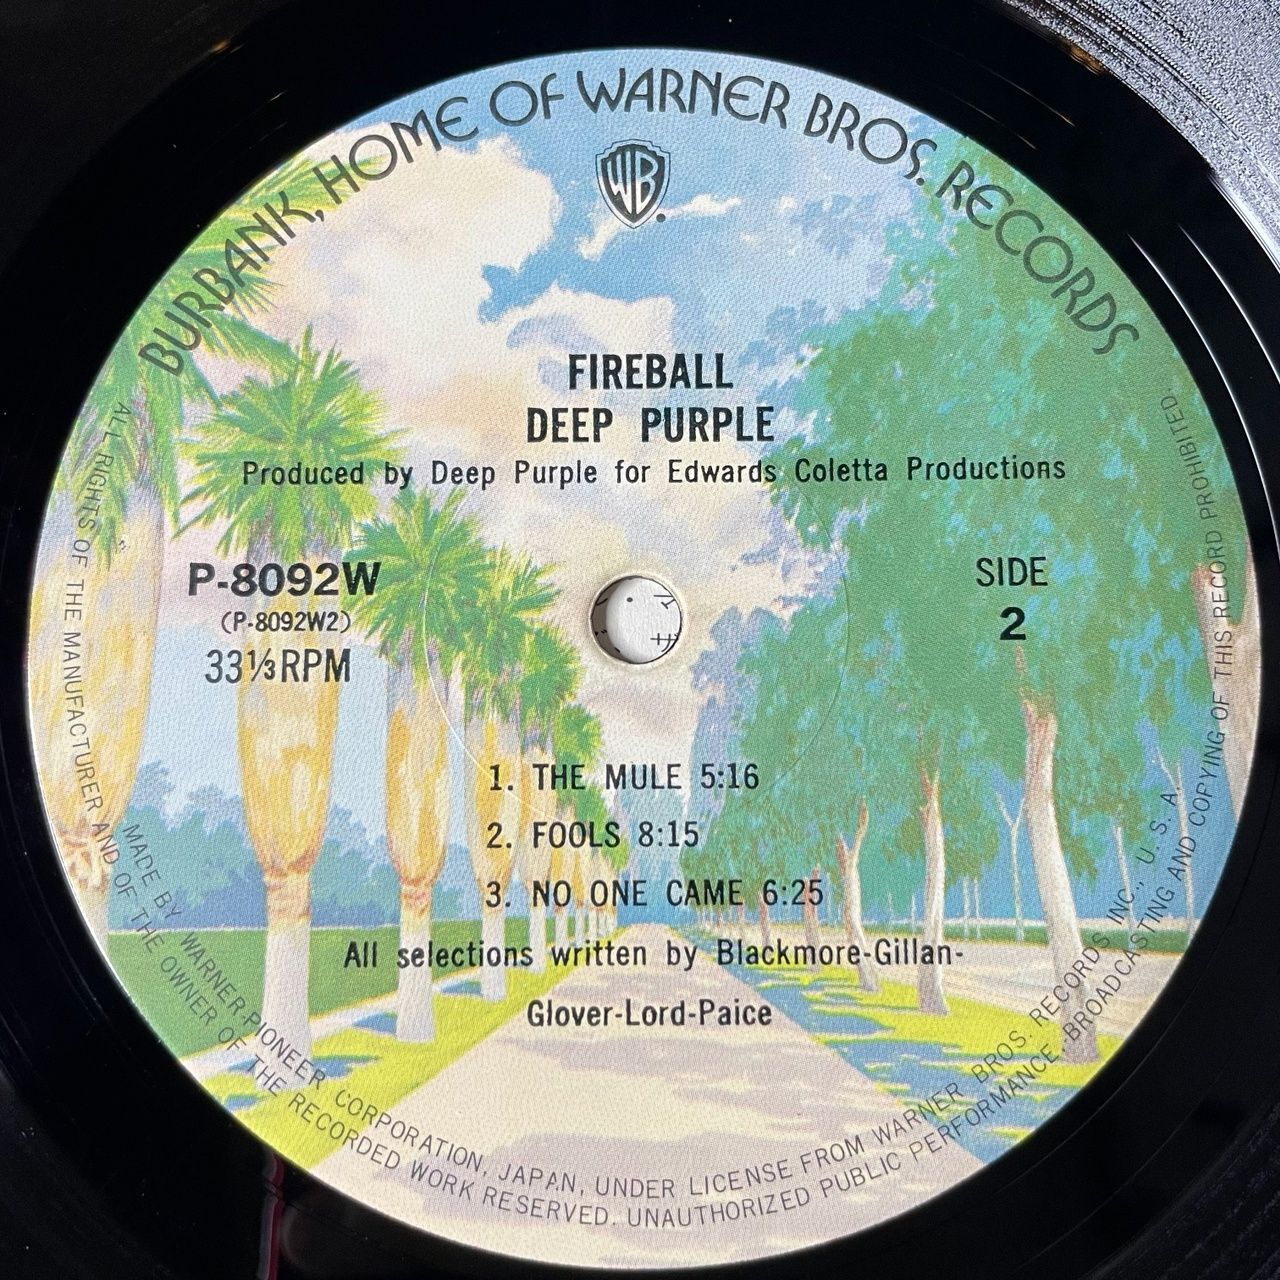 BURBANK, HOME OF WARNER BROS. RECORDS
WB
FIREBALL
DEEP PURPLE
Produced by Deep Purple for Edwards Coletta Productions
P-8092W
(P-8092W2)
33⅓RPM
SIDE
2
1. THE MULE 5:16
2. FOOLS 8:15
3. NO ONE CAME 6:25
All selections written by Blackmore-Gillan-
Glover-Lord-Paice
MADE BY WARNER-PIONEER CORPORATION, JAPAN, UNDER LICENSE FROM WARNER BROS. RECORDS INC., U. S. A.
ALL RIGHTS OF THE MANUFACTURER AND OF THE OWNER OF THE RECORDED WORK RESERVED. UNAUTHORIZED PUBLIC PERFORMANCE, BROADCASTING AND COPYING OF THIS RECORD PROHIBITED.